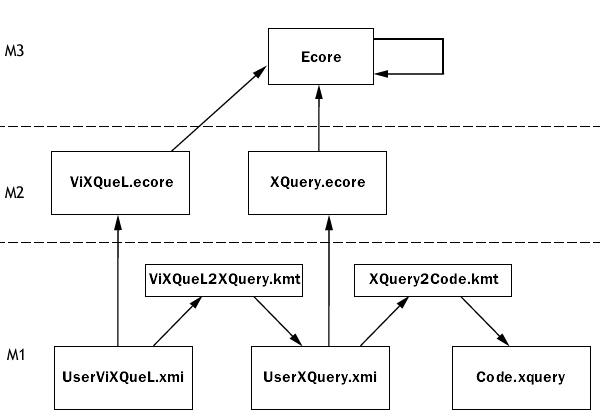 M3
Ecore
M2
ViXQueL.ecore
XQuery.ecore
ViXQueL2XQuery.kmt
XQuery2Code.kmt
M1
UserViXQueL.xmi
UserXQuery.xmi
Code.xquery